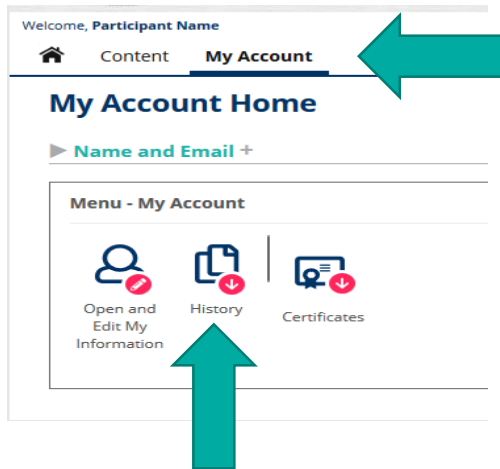 Welcome, Participant Name
Content My Account
My Account Home
Name and Email +
Menu - My Account
Open and
Edit My
Information
History
Certificates